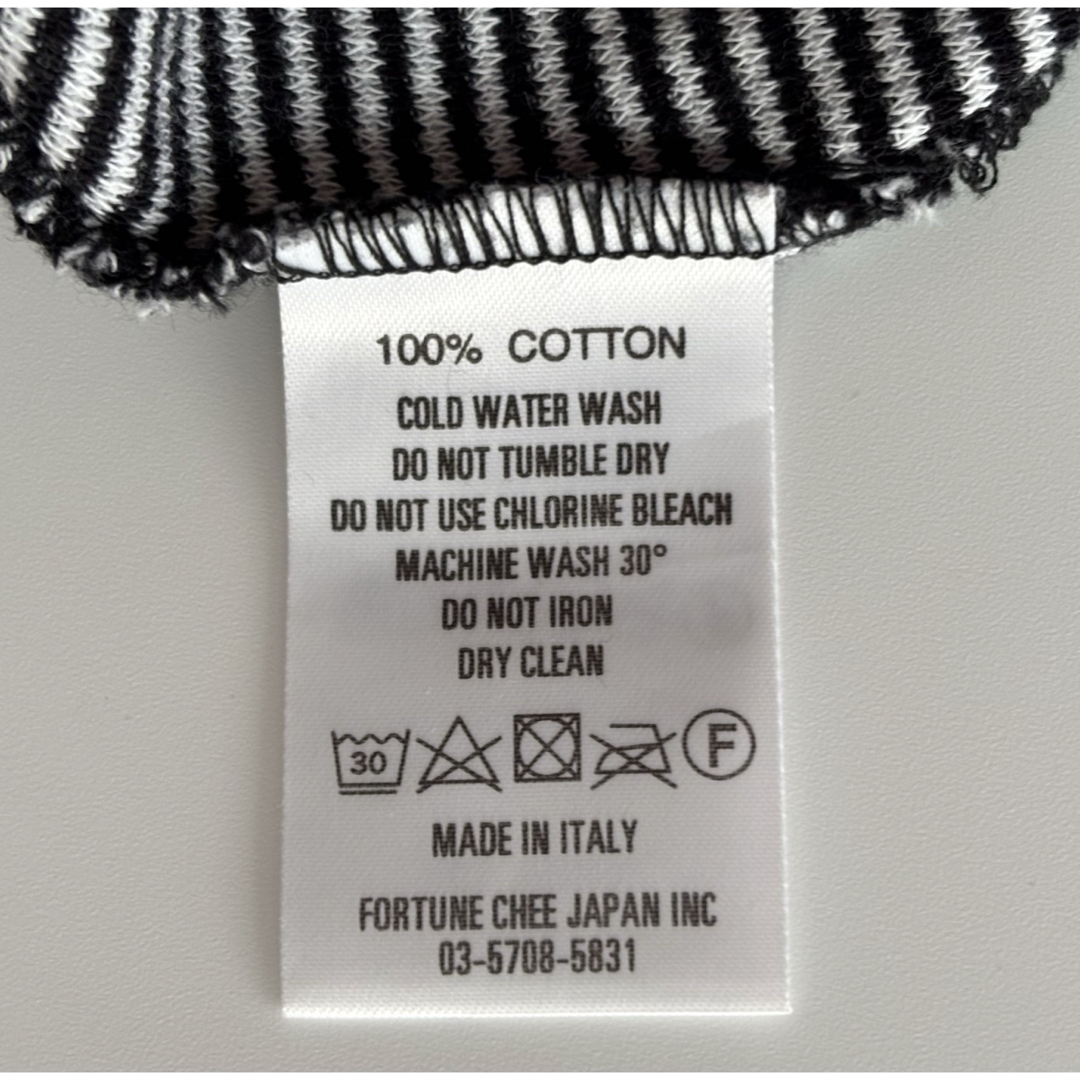 100% COTTON
COLD WATER WASH
DO NOT TUMBLE DRY
DO NOT USE CHLORINE BLEACH
MACHINE WASH 30°
DO NOT IRON
DRY CLEAN
30 F
MADE IN ITALY
FORTUNE CHEE JAPAN INC
03-5708-5831